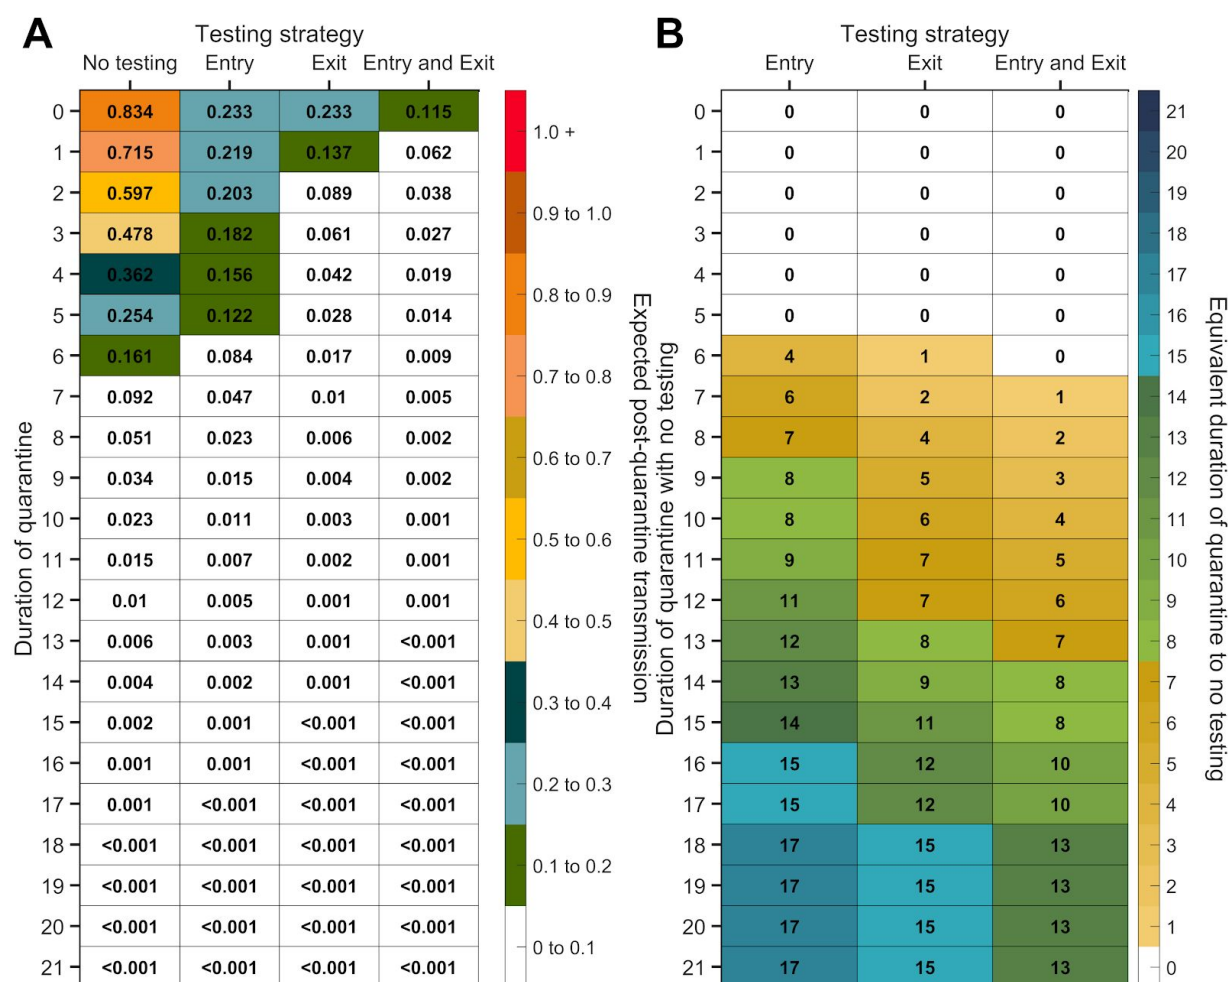 A
Testing strategy
No testing Entry Exit Entry and Exit
Duration of quarantine
0 0.834 0.233 0.233 0.115
1 0.715 0.219 0.137 0.062
2 0.597 0.203 0.089 0.038
3 0.478 0.182 0.061 0.027
4 0.362 0.156 0.042 0.019
5 0.254 0.122 0.028 0.014
6 0.161 0.084 0.017 0.009
7 0.092 0.047 0.01 0.005
8 0.051 0.023 0.006 0.002
9 0.034 0.015 0.004 0.002
10 0.023 0.011 0.003 0.001
11 0.015 0.007 0.002 0.001
12 0.01 0.005 0.001 0.001
13 0.006 0.003 0.001 <0.001
14 0.004 0.002 0.001 <0.001
15 0.002 0.001 <0.001 <0.001
16 0.001 0.001 <0.001 <0.001
17 0.001 <0.001 <0.001 <0.001
18 <0.001 <0.001 <0.001 <0.001
19 <0.001 <0.001 <0.001 <0.001
20 <0.001 <0.001 <0.001 <0.001
21 <0.001 <0.001 <0.001 <0.001
1.0 +
0.9 to 1.0
0.8 to 0.9
0.7 to 0.8
0.6 to 0.7
0.5 to 0.6
0.4 to 0.5
0.3 to 0.4
0.2 to 0.3
0.1 to 0.2
0 to 0.1
Expected post-quarantine transmission
B
Testing strategy
Entry Exit Entry and Exit
Duration of quarantine with no testing
0 0 0 0
1 0 0 0
2 0 0 0
3 0 0 0
4 0 0 0
5 0 0 0
6 4 1 0
7 6 2 1
8 7 4 2
9 8 5 3
10 8 6 4
11 9 7 5
12 11 7 6
13 12 8 7
14 13 9 8
15 14 11 8
16 15 12 10
17 15 12 10
18 17 15 13
19 17 15 13
20 17 15 13
21 17 15 13
21
20
19
18
17
16
15
14
13
12
11
10
9
8
7
6
5
4
3
2
1
0
Equivalent duration of quarantine to no testing